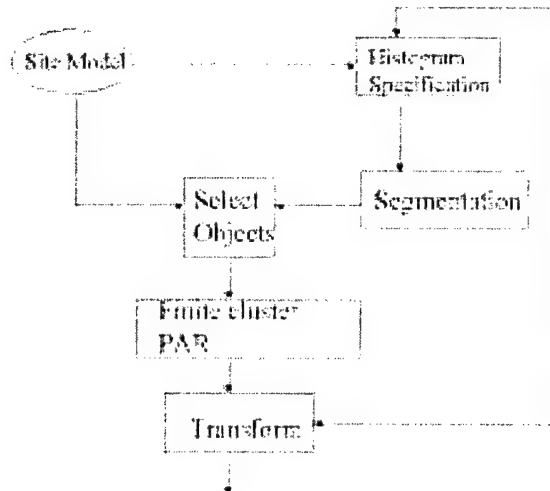 Site Model
Histogram
Specification
Select
Objects
Segmentation
Finite cluster
PAR
Transform